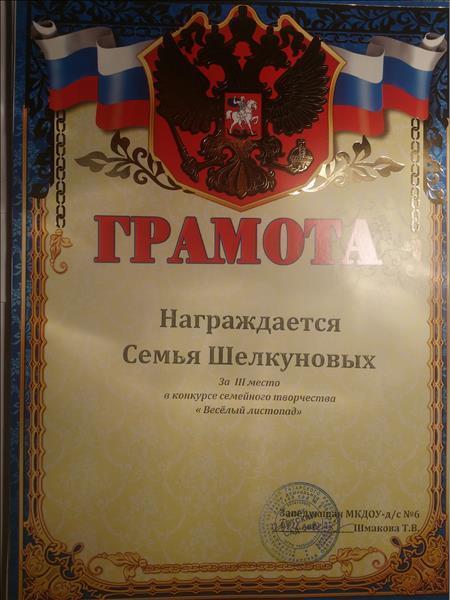 ГРАМОТА
Награждается
Семья Шелкуновых
За III место
в конкурсе семейного творчества
« Весёлый листопад»
Заведующая МКДОУ-д/с №6
Шмакова Т.В.